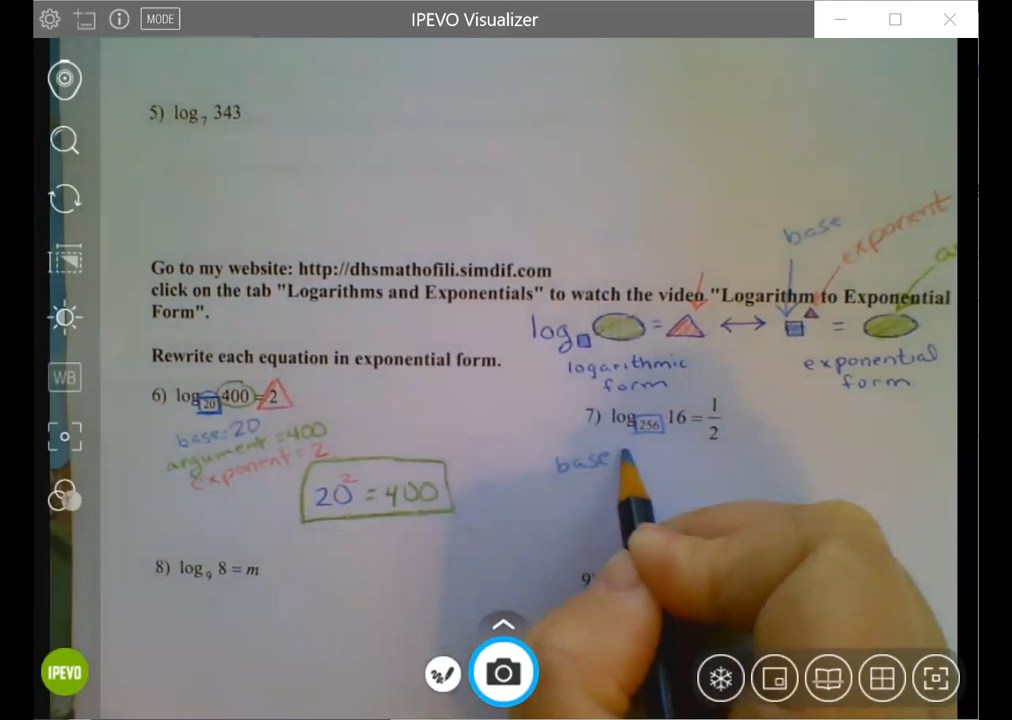 IPEVO Visualizer
MODE
5) log₇ 343
base
exponent
Go to my website: http://dhsmathofili.simdif.com
click on the tab "Logarithms and Exponentials" to watch the video "Logarithm to Exponential
Form".
log = ↔ =
logarithmic
form
exponential
form
Rewrite each equation in exponential form.
6) log₂₀ 400 = 2
base = 20
argument = 400
exponent = 2
20² = 400
7) log₂₅₆ 16 = 1/2
base
8) log₉ 8 = m
9)
WB
IPEVO